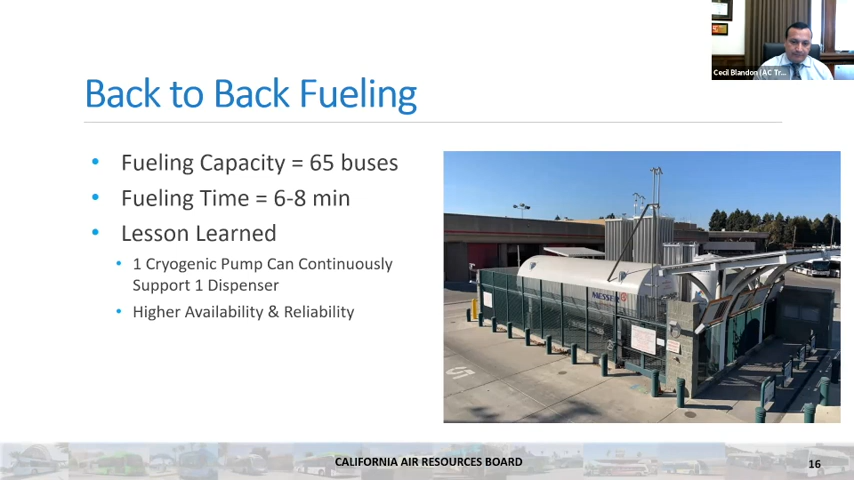 Cecil Blandon (AC Tr...
Back to Back Fueling
• Fueling Capacity = 65 buses
• Fueling Time = 6-8 min
• Lesson Learned
• 1 Cryogenic Pump Can Continuously
Support 1 Dispenser
• Higher Availability & Reliability
MESSER
CALIFORNIA AIR RESOURCES BOARD
16